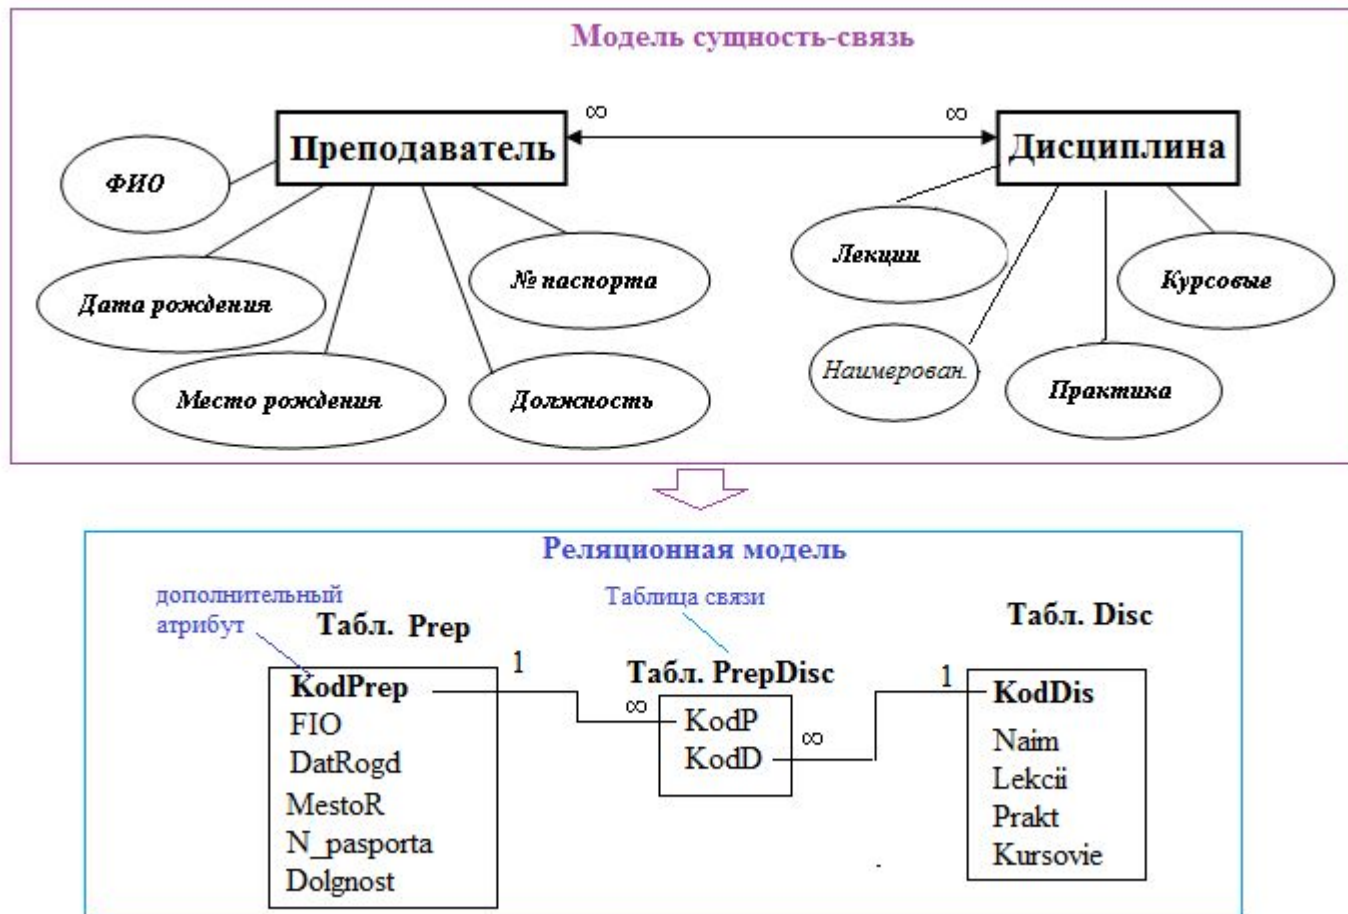 Модель сущность-связь
∞
∞
Преподаватель
Дисциплина
ФИО
Лекции
№ паспорта
Курсовые
Дата рождения
Наимерован.
Место рождения
Должность
Практика
Реляционная модель
дополнительный
атрибут
Таблица связи
Табл. Prep
Табл. Disc
Табл. PrepDisc
1
1
KodPrep
FIO
DatRogd
MestoR
N_pasporta
Dolgnost
∞
KodP
KodD
∞
KodDis
Naim
Lekcii
Prakt
Kursovie